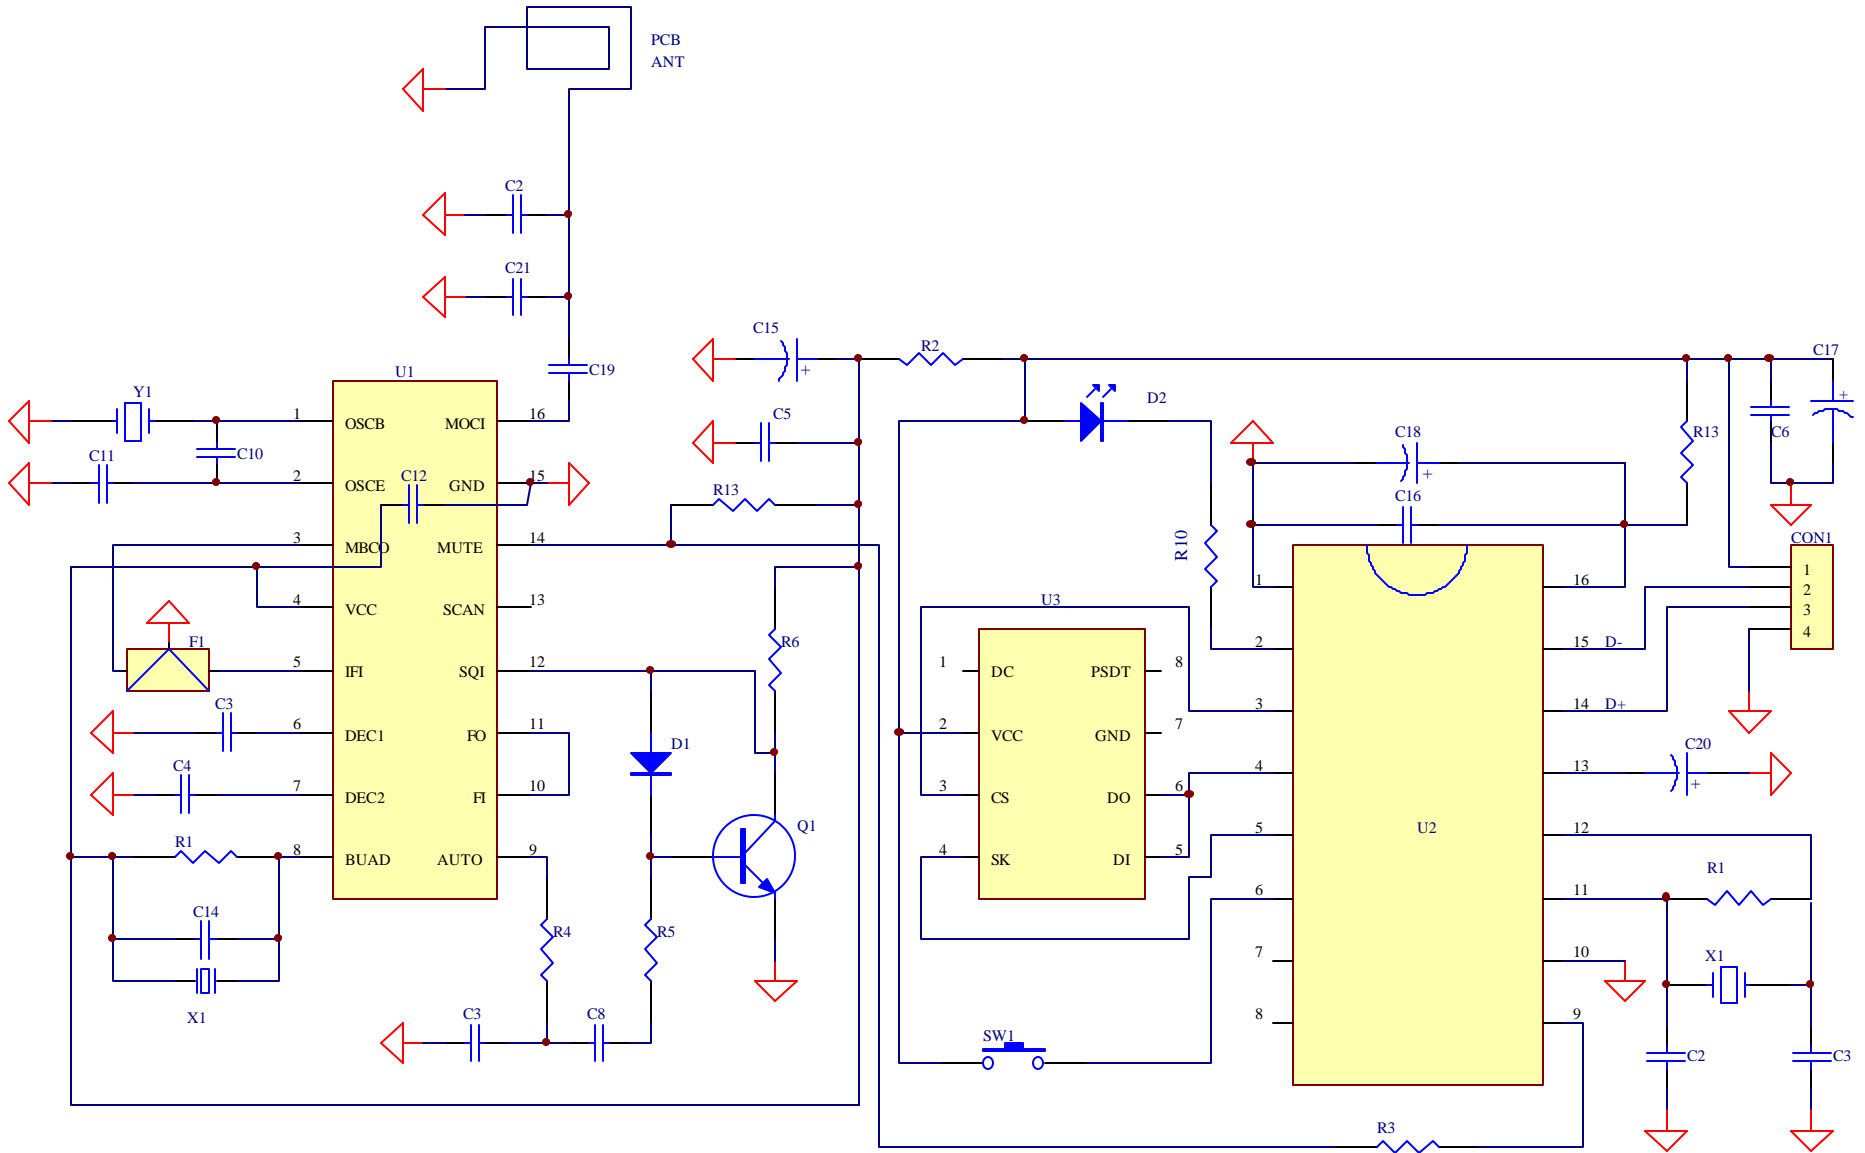 PCB
ANT
C2
C21
C19
C15
+
R2
C17
+
U1
Y1
C10
C11
C12
C5
R13
D2
C18
+
C16
R13
C6
R10
CON1
1
2
3
4
1 OSCB
2 OSCE
3 MBCO
4 VCC
5 IFI
6 DEC1
7 DEC2
8 BUAD
MOCI 16
GND 15
MUTE 14
SCAN 13
SQI 12
FO 11
FI 10
AUTO 9
F1
C3
C4
R1
C14
X1
R6
D1
Q1
R4
R5
C3
C8
U3
1 DC
2 VCC
3 CS
4 SK
PSDT 8
GND 7
DO 6
DI 5
SW1
U2
1
2
3
4
5
6
7
8
16
15 D-
14 D+
13
12
11
10
9
C20
+
R1
X1
C2
C3
R3